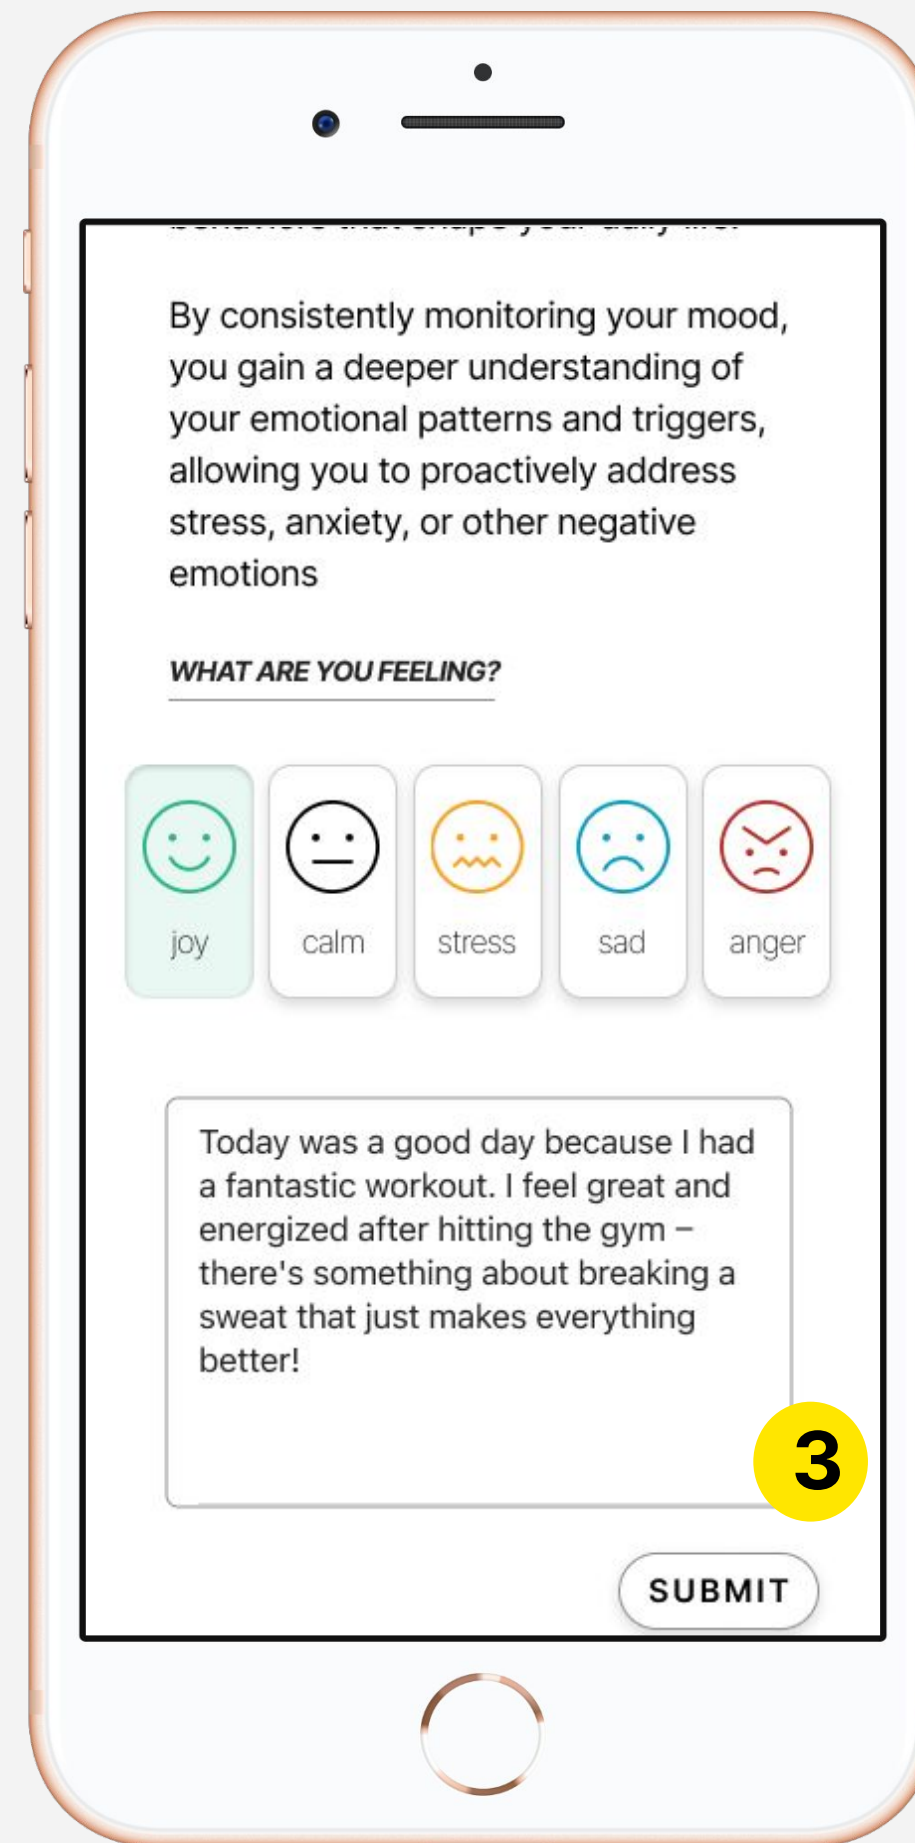 By consistently monitoring your mood,
you gain a deeper understanding of
your emotional patterns and triggers,
allowing you to proactively address
stress, anxiety, or other negative
emotions
WHAT ARE YOU FEELING?
joy calm stress sad anger
Today was a good day because I had
a fantastic workout. I feel great and
energized after hitting the gym –
there's something about breaking a
sweat that just makes everything
better!
3
SUBMIT